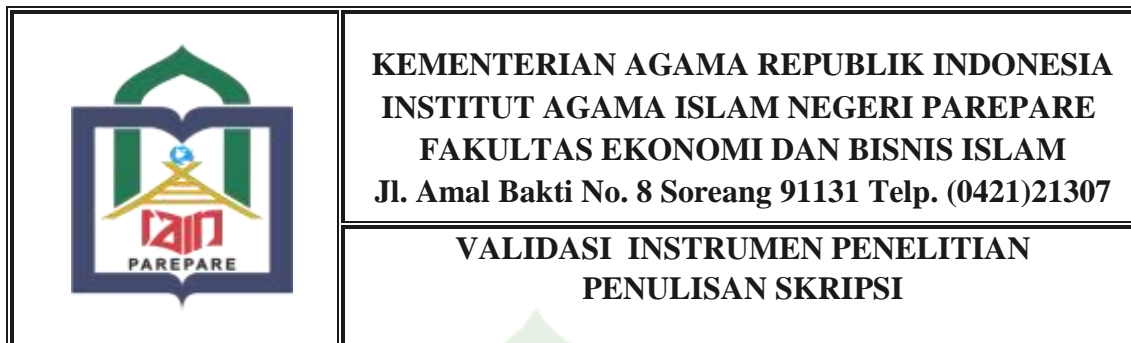 iain
PAREPARE
KEMENTERIAN AGAMA REPUBLIK INDONESIA
INSTITUT AGAMA ISLAM NEGERI PAREPARE
FAKULTAS EKONOMI DAN BISNIS ISLAM
Jl. Amal Bakti No. 8 Soreang 91131 Telp. (0421)21307
VALIDASI INSTRUMEN PENELITIAN
PENULISAN SKRIPSI